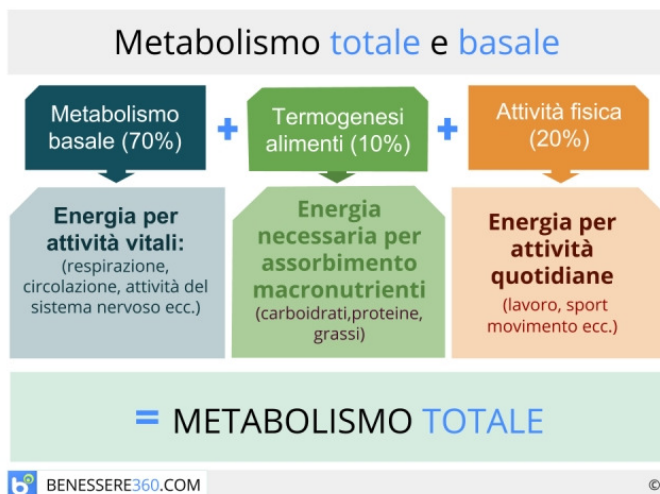 Metabolismo totale e basale
Metabolismo
basale (70%)
+
Termogenesi
alimenti (10%)
+
Attività fisica
(20%)
Energia per
attività vitali:
(respirazione,
circolazione, attività del
sistema nervoso ecc.)
Energia
necessaria per
assorbimento
macronutrienti
(carboidrati,proteine,
grassi)
Energia per
attività
quotidiane
(lavoro, sport
movimento ecc.)
= METABOLISMO TOTALE
BENESSERE360.COM
©